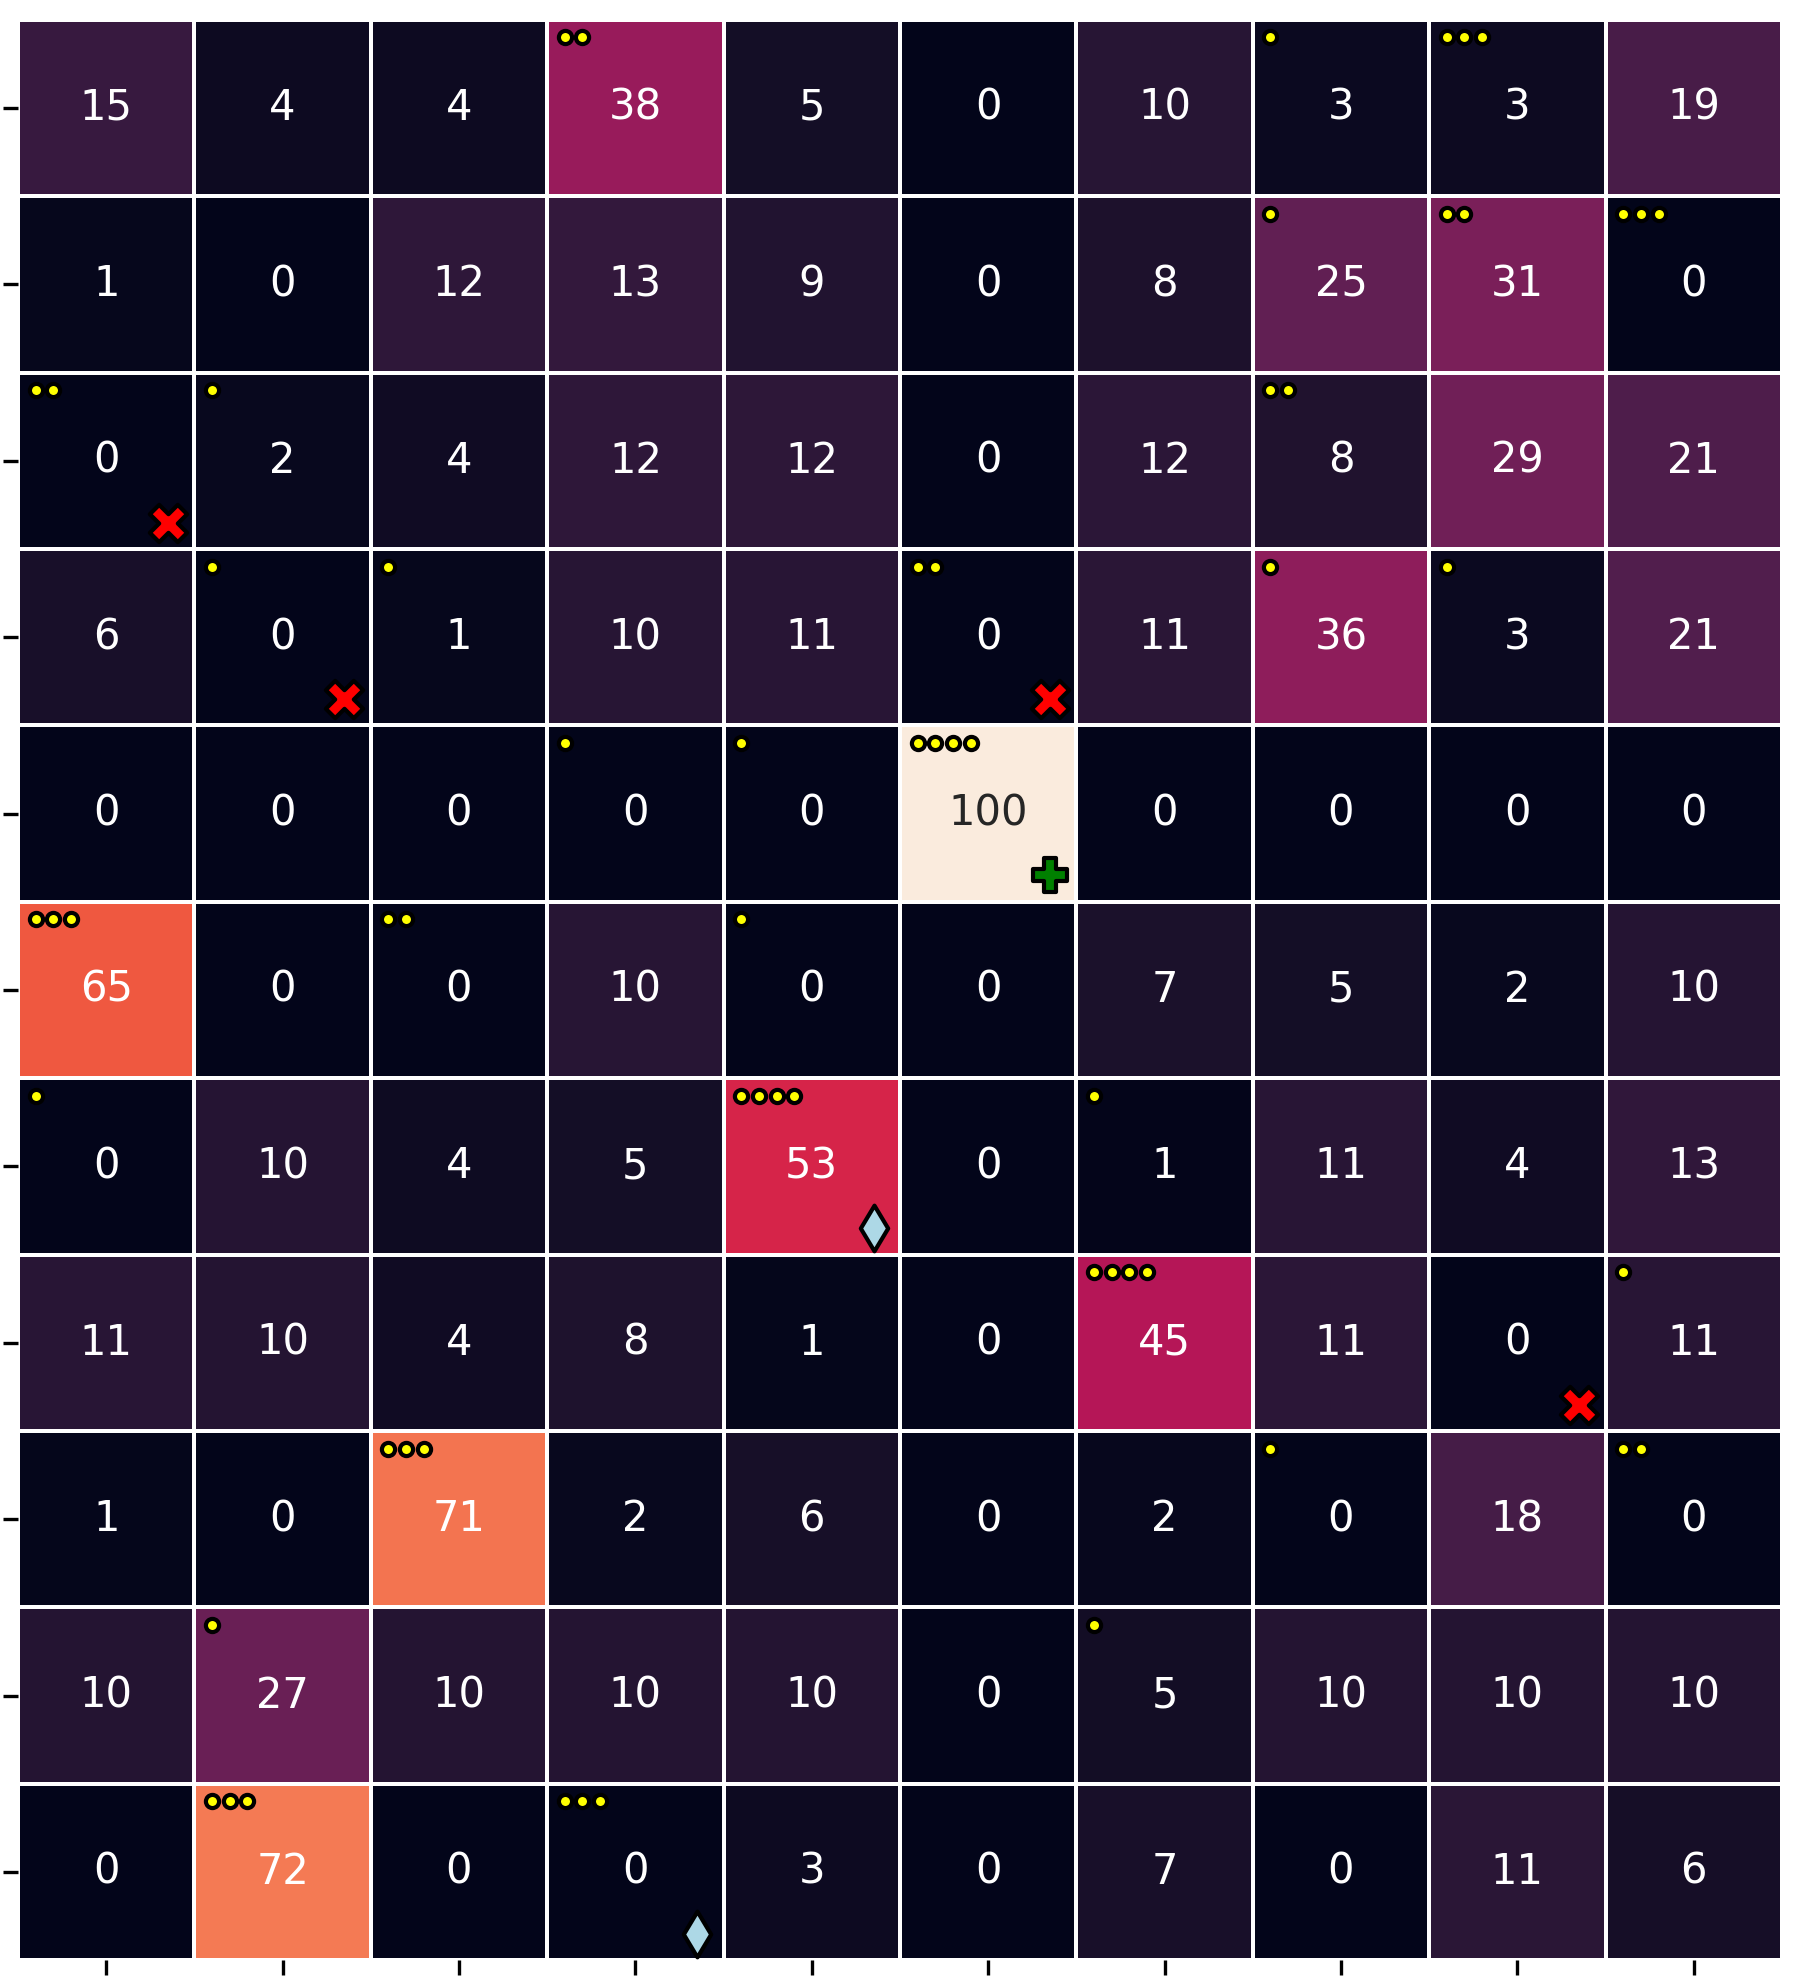 15 4 4 38 5 0 10 3 3 19
1 0 12 13 9 0 8 25 31 0
0 2 4 12 12 0 12 8 29 21
6 0 1 10 11 0 11 36 3 21
0 0 0 0 0 100 0 0 0 0
65 0 0 10 0 0 7 5 2 10
0 10 4 5 53 0 1 11 4 13
11 10 4 8 1 0 45 11 0 11
1 0 71 2 6 0 2 0 18 0
10 27 10 10 10 0 5 10 10 10
0 72 0 0 3 0 7 0 11 6